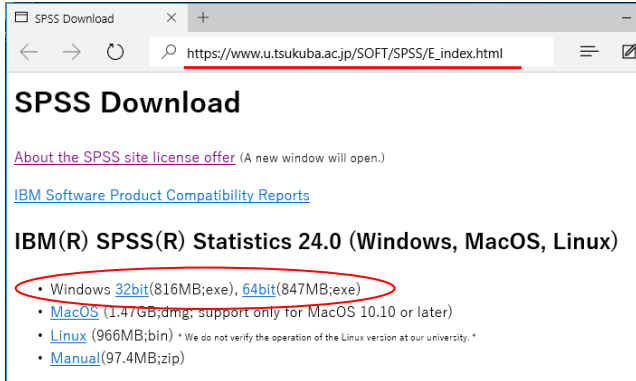 SPSS Download
https://www.u.tsukuba.ac.jp/SOFT/SPSS/E_index.html
SPSS Download
About the SPSS site license offer (A new window will open.)
IBM Software Product Compatibility Reports
IBM(R) SPSS(R) Statistics 24.0 (Windows, MacOS, Linux)
• Windows 32bit(816MB;exe), 64bit(847MB;exe)
• MacOS (1.47GB;dmg; support only for MacOS 10.10 or later)
• Linux (966MB;bin) * We do not verify the operation of the Linux version at our university. *
• Manual(97.4MB;zip)